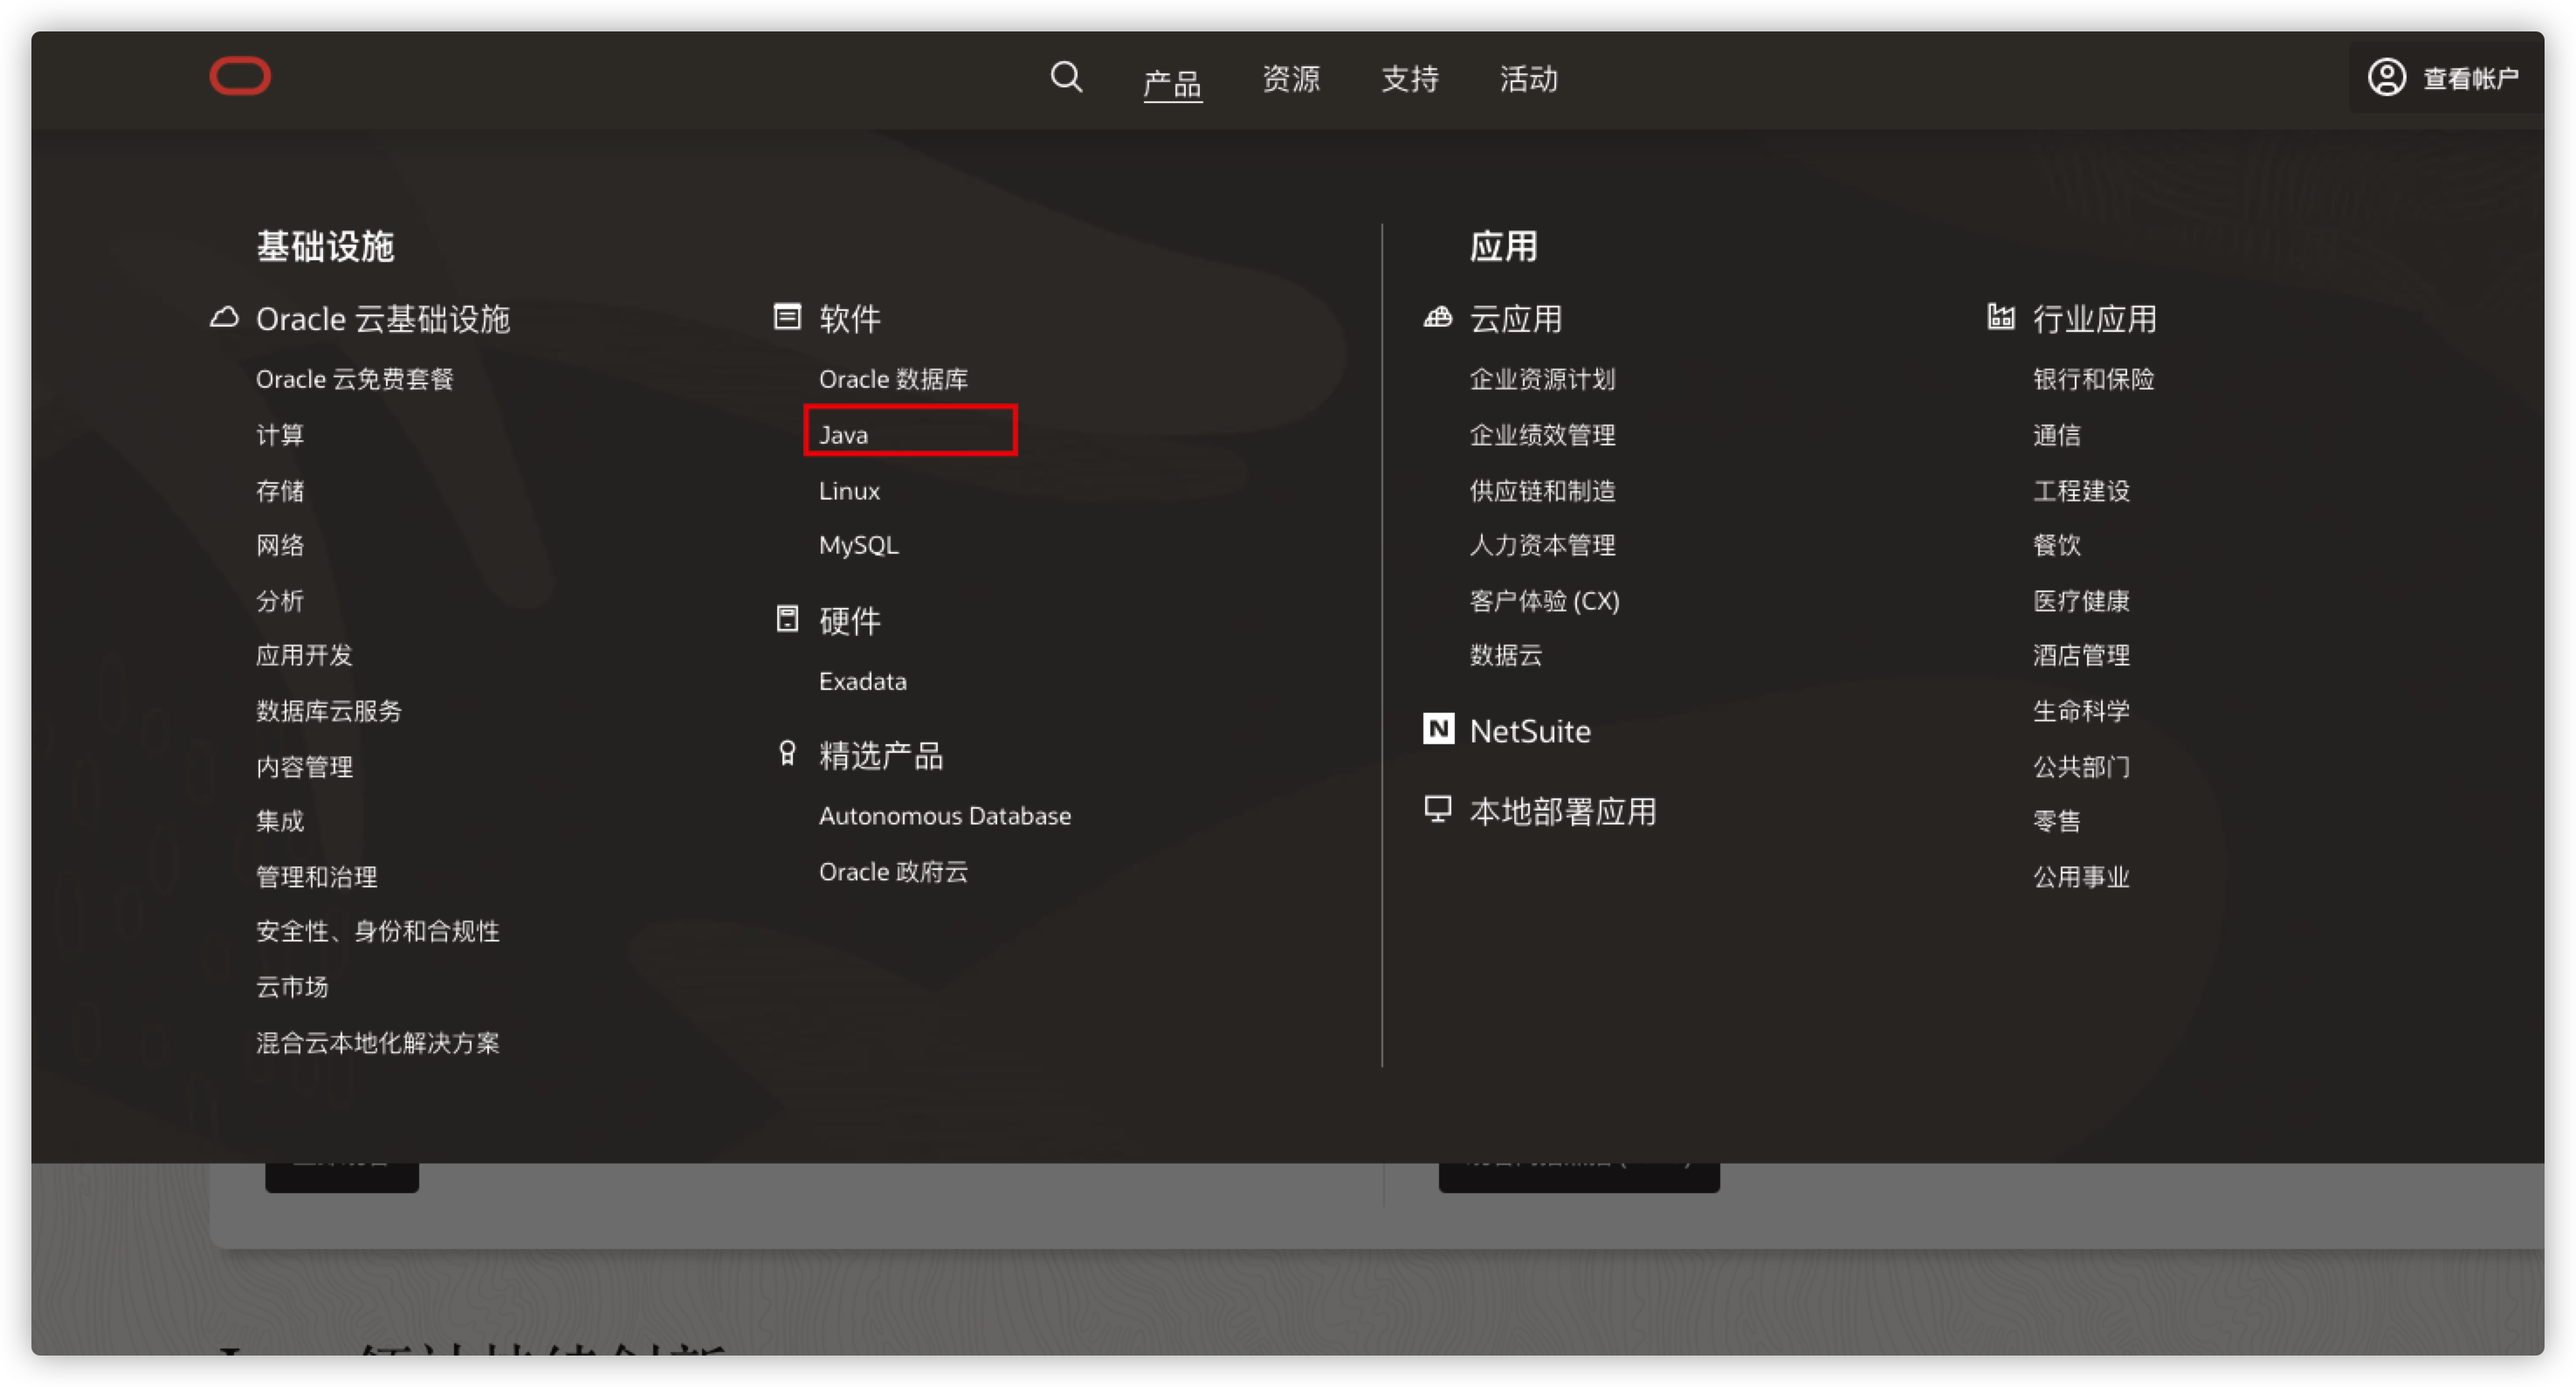 产品
资源
支持
活动
查看帐户
基础设施
Oracle 云基础设施
Oracle 云免费套餐
计算
存储
网络
分析
应用开发
数据库云服务
内容管理
集成
管理和治理
安全性、身份和合规性
云市场
混合云本地化解决方案
软件
Oracle 数据库
Java
Linux
MySQL
硬件
Exadata
精选产品
Autonomous Database
Oracle 政府云
应用
云应用
企业资源计划
企业绩效管理
供应链和制造
人力资本管理
客户体验 (CX)
数据云
N NetSuite
本地部署应用
行业应用
银行和保险
通信
工程建设
餐饮
医疗健康
酒店管理
生命科学
公共部门
零售
公用事业